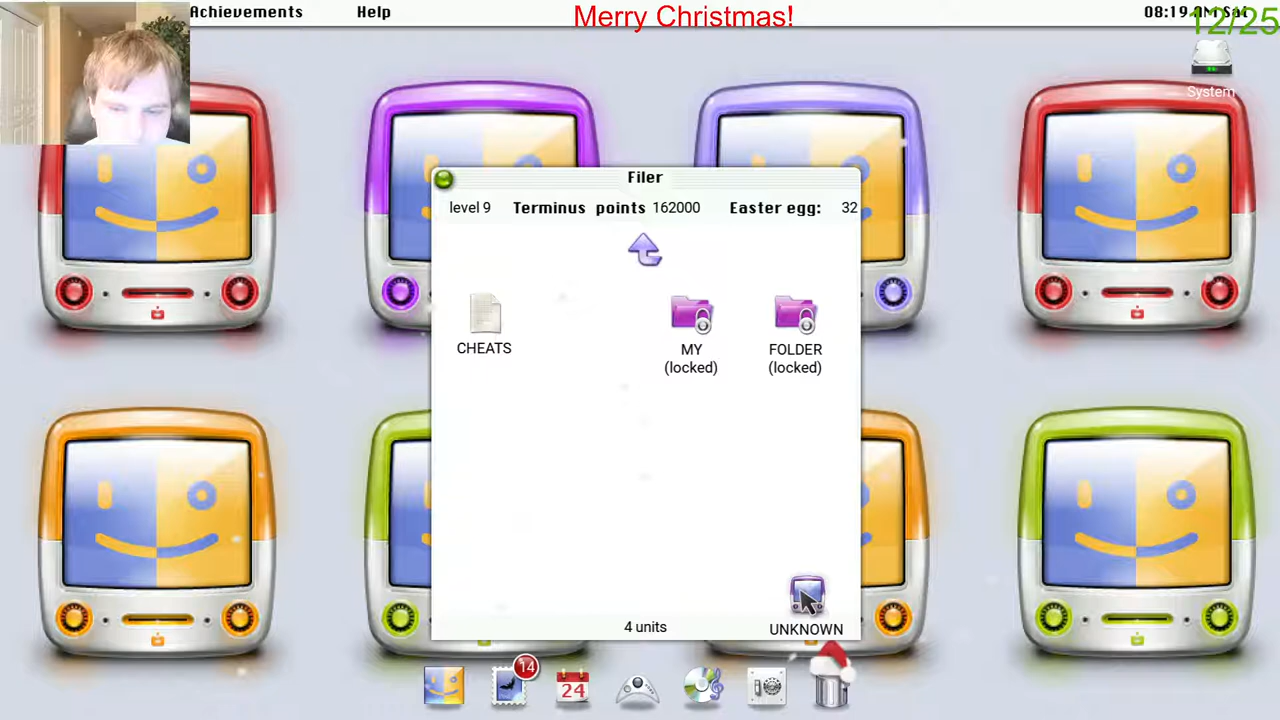 Achievements Help Merry Christmas! 08:19 AM Sat 12/25
System
Filer
level 9 Terminus points 162000 Easter egg: 32
CHEATS
MY (locked)
FOLDER (locked)
UNKNOWN
4 units
14
24